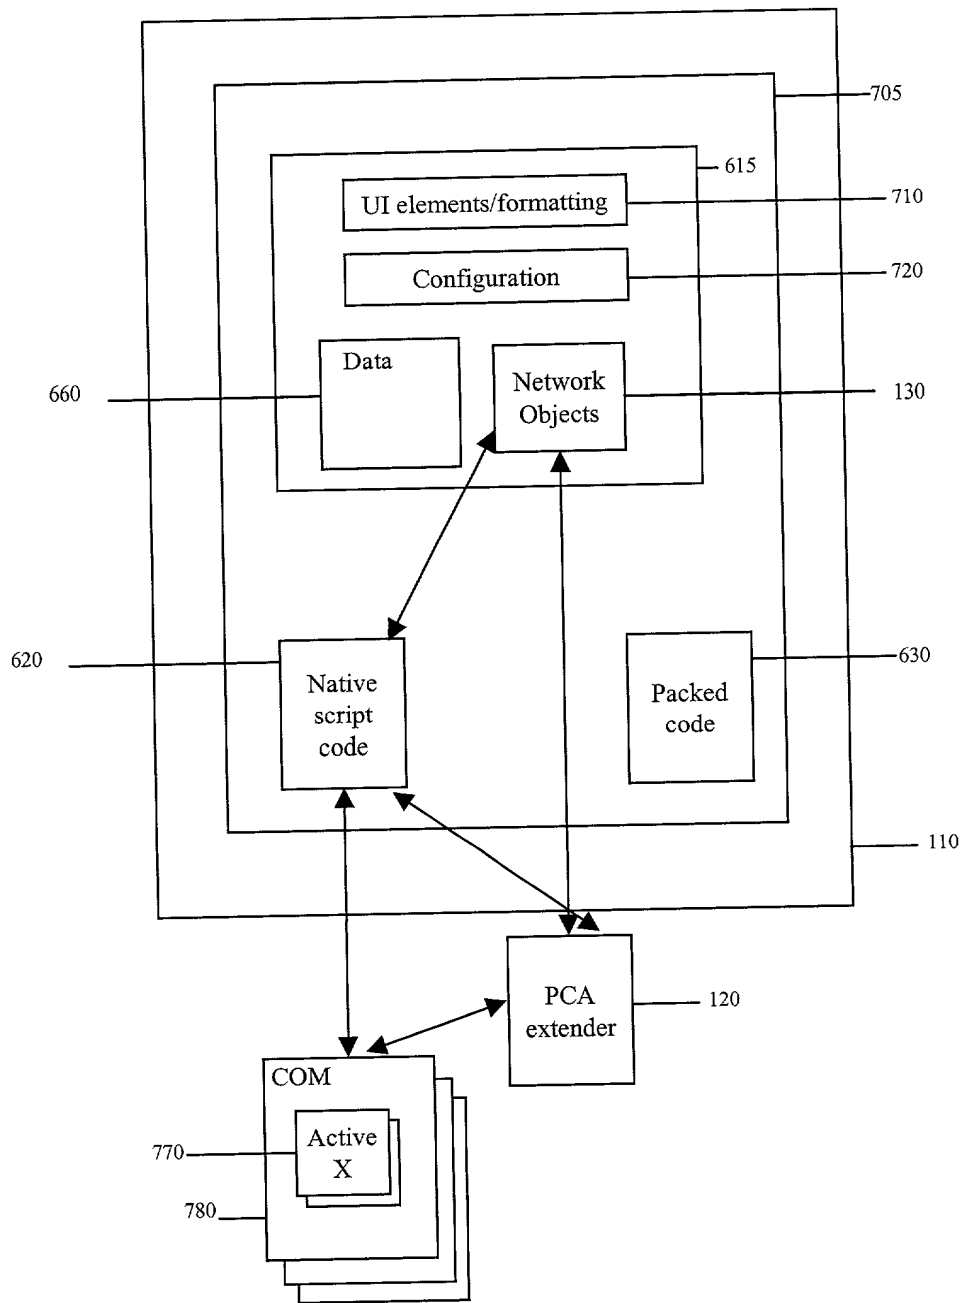 705
615
UI elements/formatting
710
Configuration
720
Data
660
Network
Objects
130
620
Native
script
code
630
Packed
code
110
PCA
extender
120
COM
Active
X
770
780